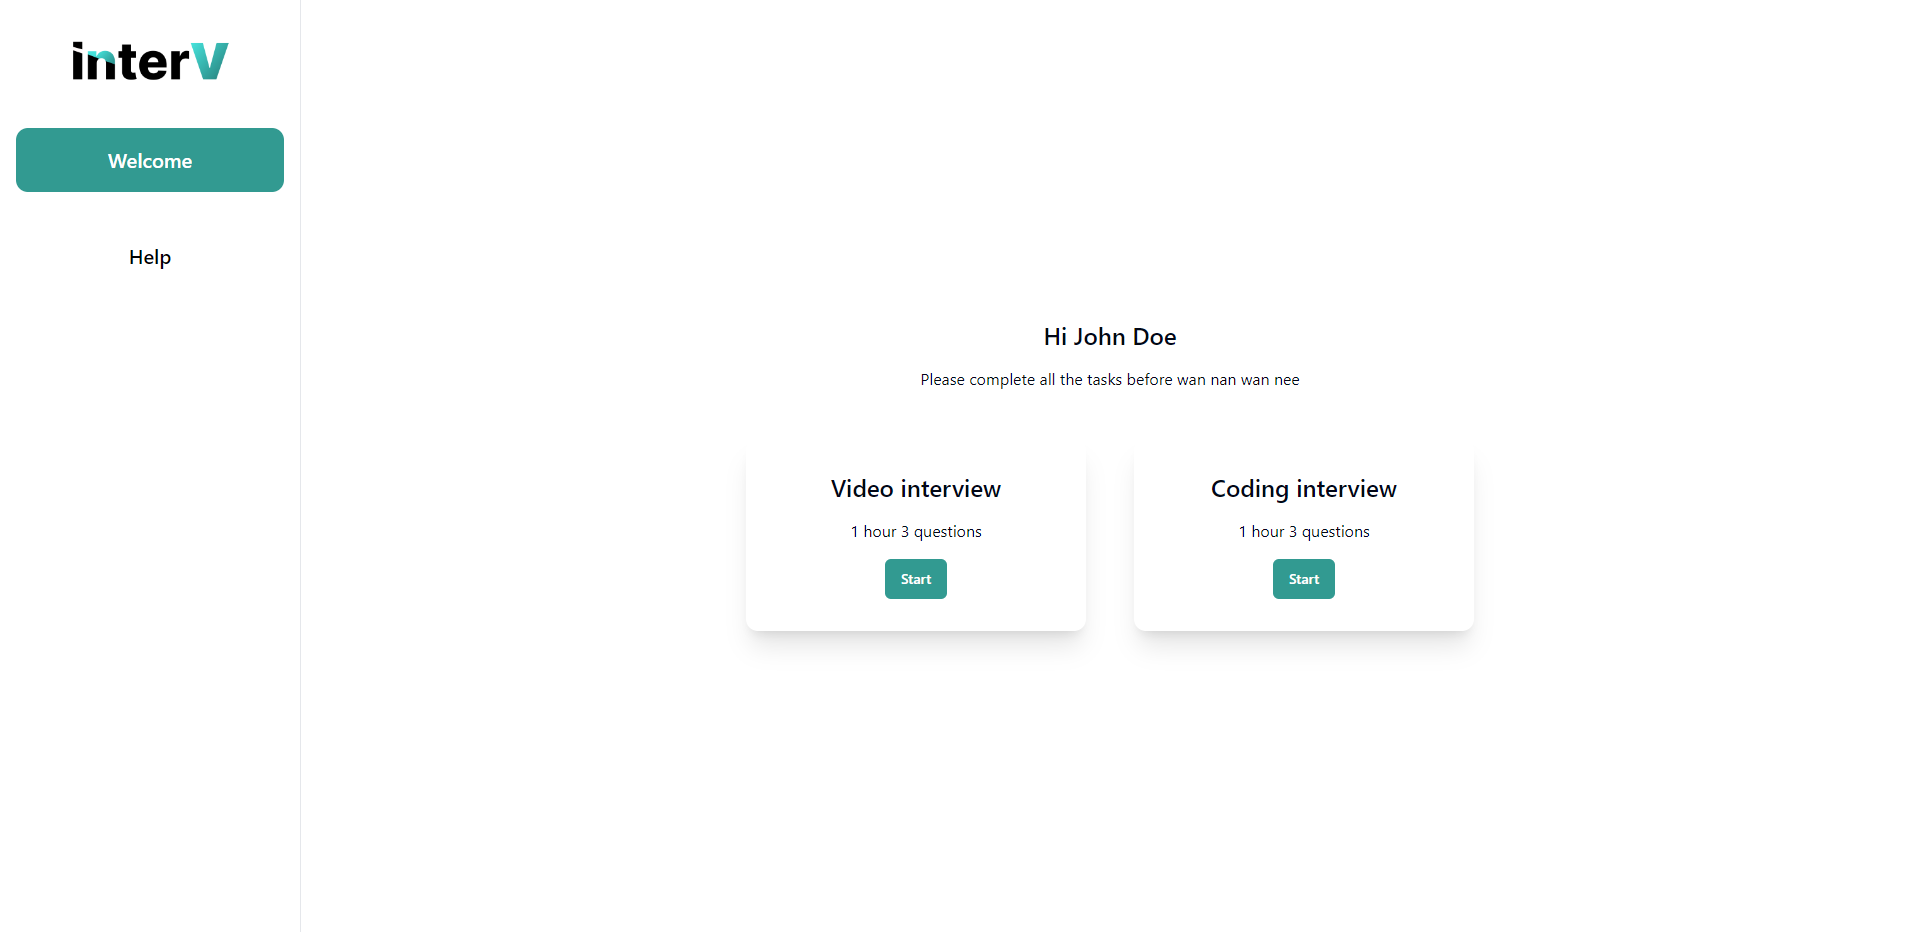 interV
Welcome
Help
Hi John Doe
Please complete all the tasks before wan nan wan nee
Video interview
1 hour 3 questions
Start
Coding interview
1 hour 3 questions
Start